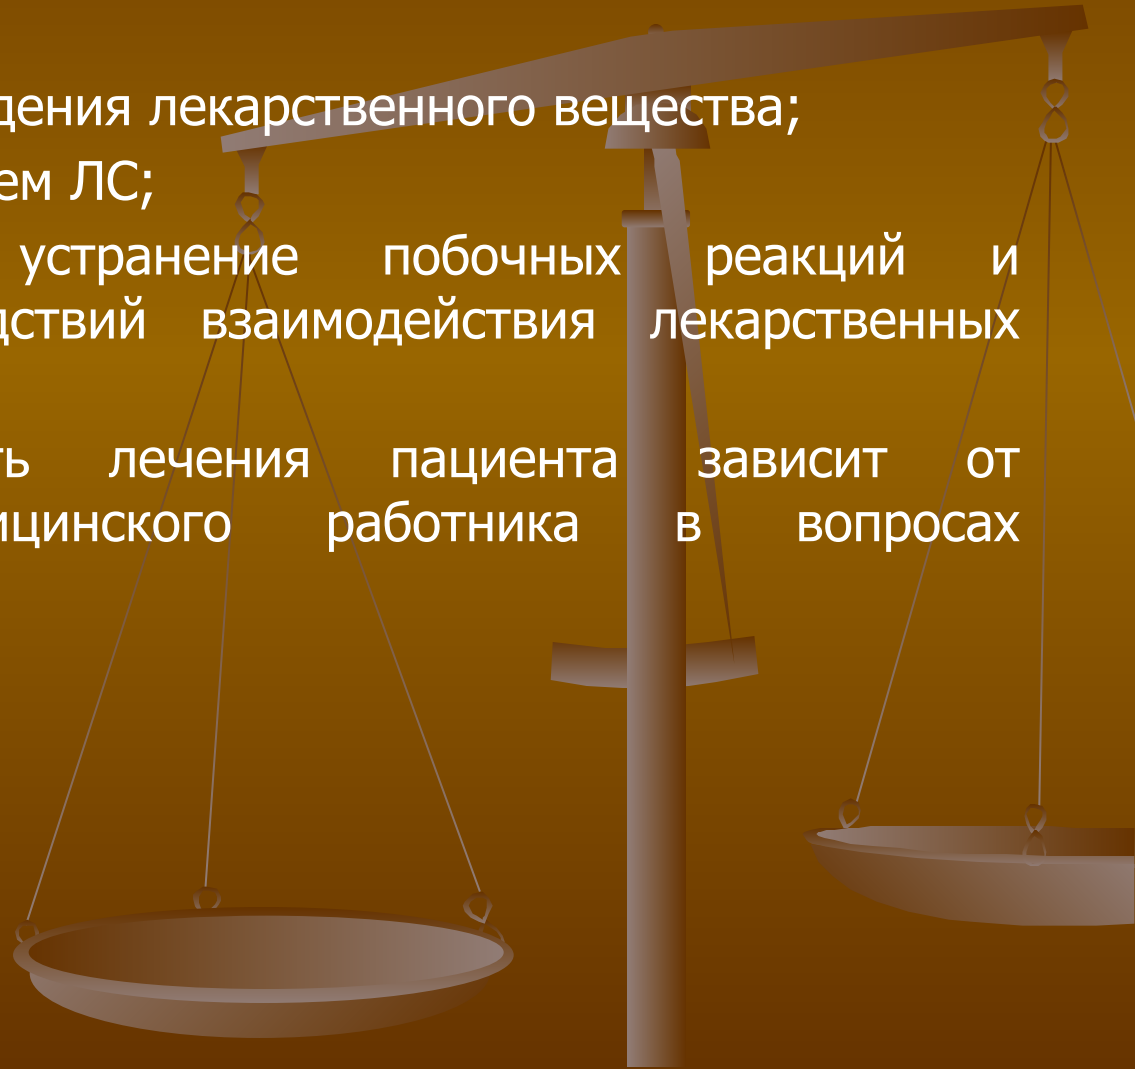 дения лекарственного вещества;
ем ЛС;
устранение побочных реакций и
дствий взаимодействия лекарственных
ть лечения пациента зависит от
ицинского работника в вопросах